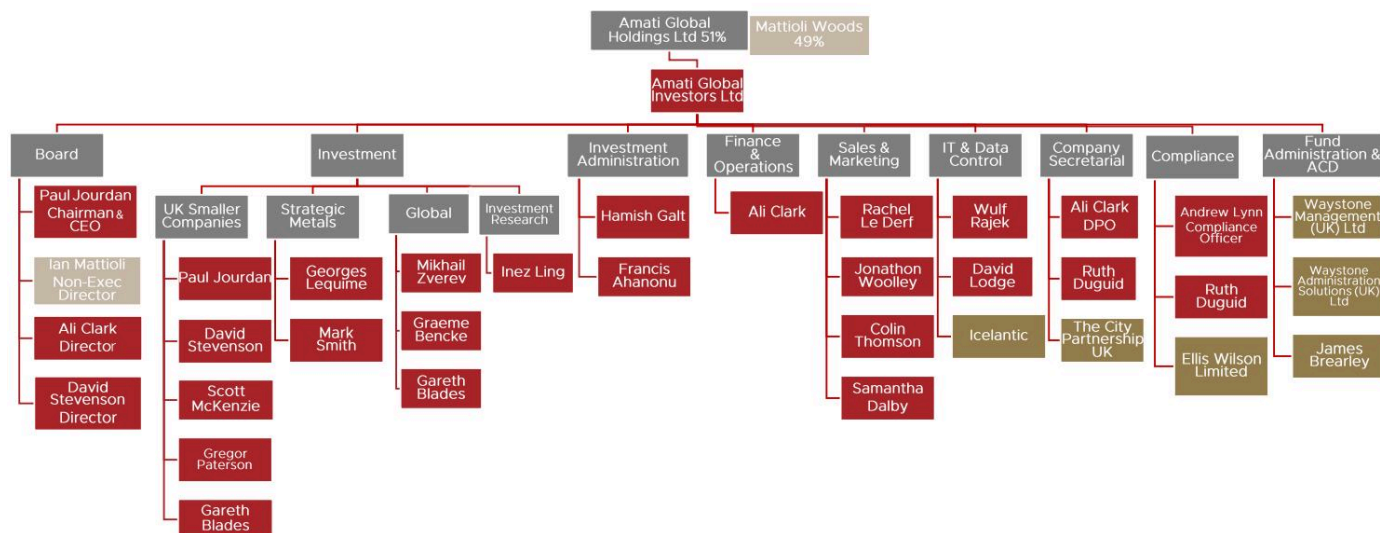 Amati Global
Holdings Ltd 51%
Mattioli Woods
49%
Amati Global
Investors Ltd
Board
Investment
Investment
Administration
Finance
&
Operations
Sales &
Marketing
IT & Data
Control
Company
Secretarial
Compliance
Fund
Administration &
ACD
Paul Jourdan
Chairman &
CEO
Ian Mattioli
Non-Exec
Director
Ali Clark
Director
David
Stevenson
Director
UK Smaller
Companies
Paul Jourdan
David
Stevenson
Scott
McKenzie
Gregor
Paterson
Gareth
Blades
Strategic
Metals
Georges
Lequime
Mark
Smith
Global
Mikhail
Zverev
Graeme
Bencke
Gareth
Blades
Investment
Research
Inez Ling
Hamish Galt
Francis
Ahanonu
Ali Clark
Rachel
Le Derf
Jonathon
Woolley
Colin
Thomson
Samantha
Dalby
Wulf
Rajek
David
Lodge
Icelantic
Ali Clark
DPO
Ruth
Duguid
The City
Partnership
UK
Andrew Lynn
Compliance
Officer
Ruth
Duguid
Ellis Wilson
Limited
Waystone
Management
(UK) Ltd
Waystone
Administration
Solutions (UK)
Ltd
James
Brearley